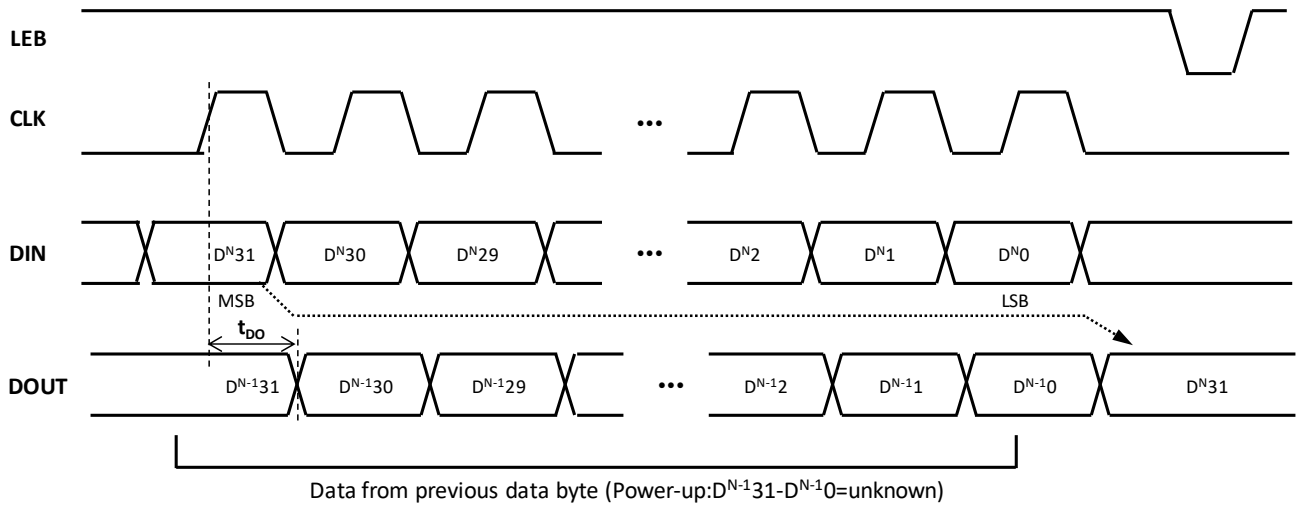 LEB
CLK
•••
DIN
Dᴺ31 Dᴺ30 Dᴺ29 ••• Dᴺ2 Dᴺ1 Dᴺ0
MSB LSB
tDO
DOUT
Dᴺ⁻¹31 Dᴺ⁻¹30 Dᴺ⁻¹29 ••• Dᴺ⁻¹2 Dᴺ⁻¹1 Dᴺ⁻¹0 Dᴺ31
Data from previous data byte (Power-up:Dᴺ⁻¹31-Dᴺ⁻¹0=unknown)